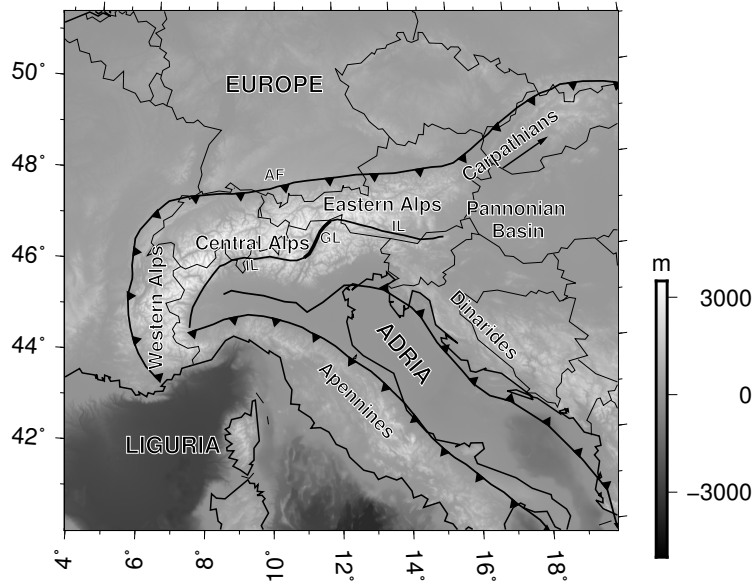 50°
48°
46°
44°
42°
EUROPE
AF
Carpathians
Eastern Alps
Pannonian
Basin
IL
GL
Central Alps
IL
Western Alps
Dinarides
ADRIA
Apennines
LIGURIA
4°
6°
8°
10°
12°
14°
16°
18°
m
3000
0
−3000